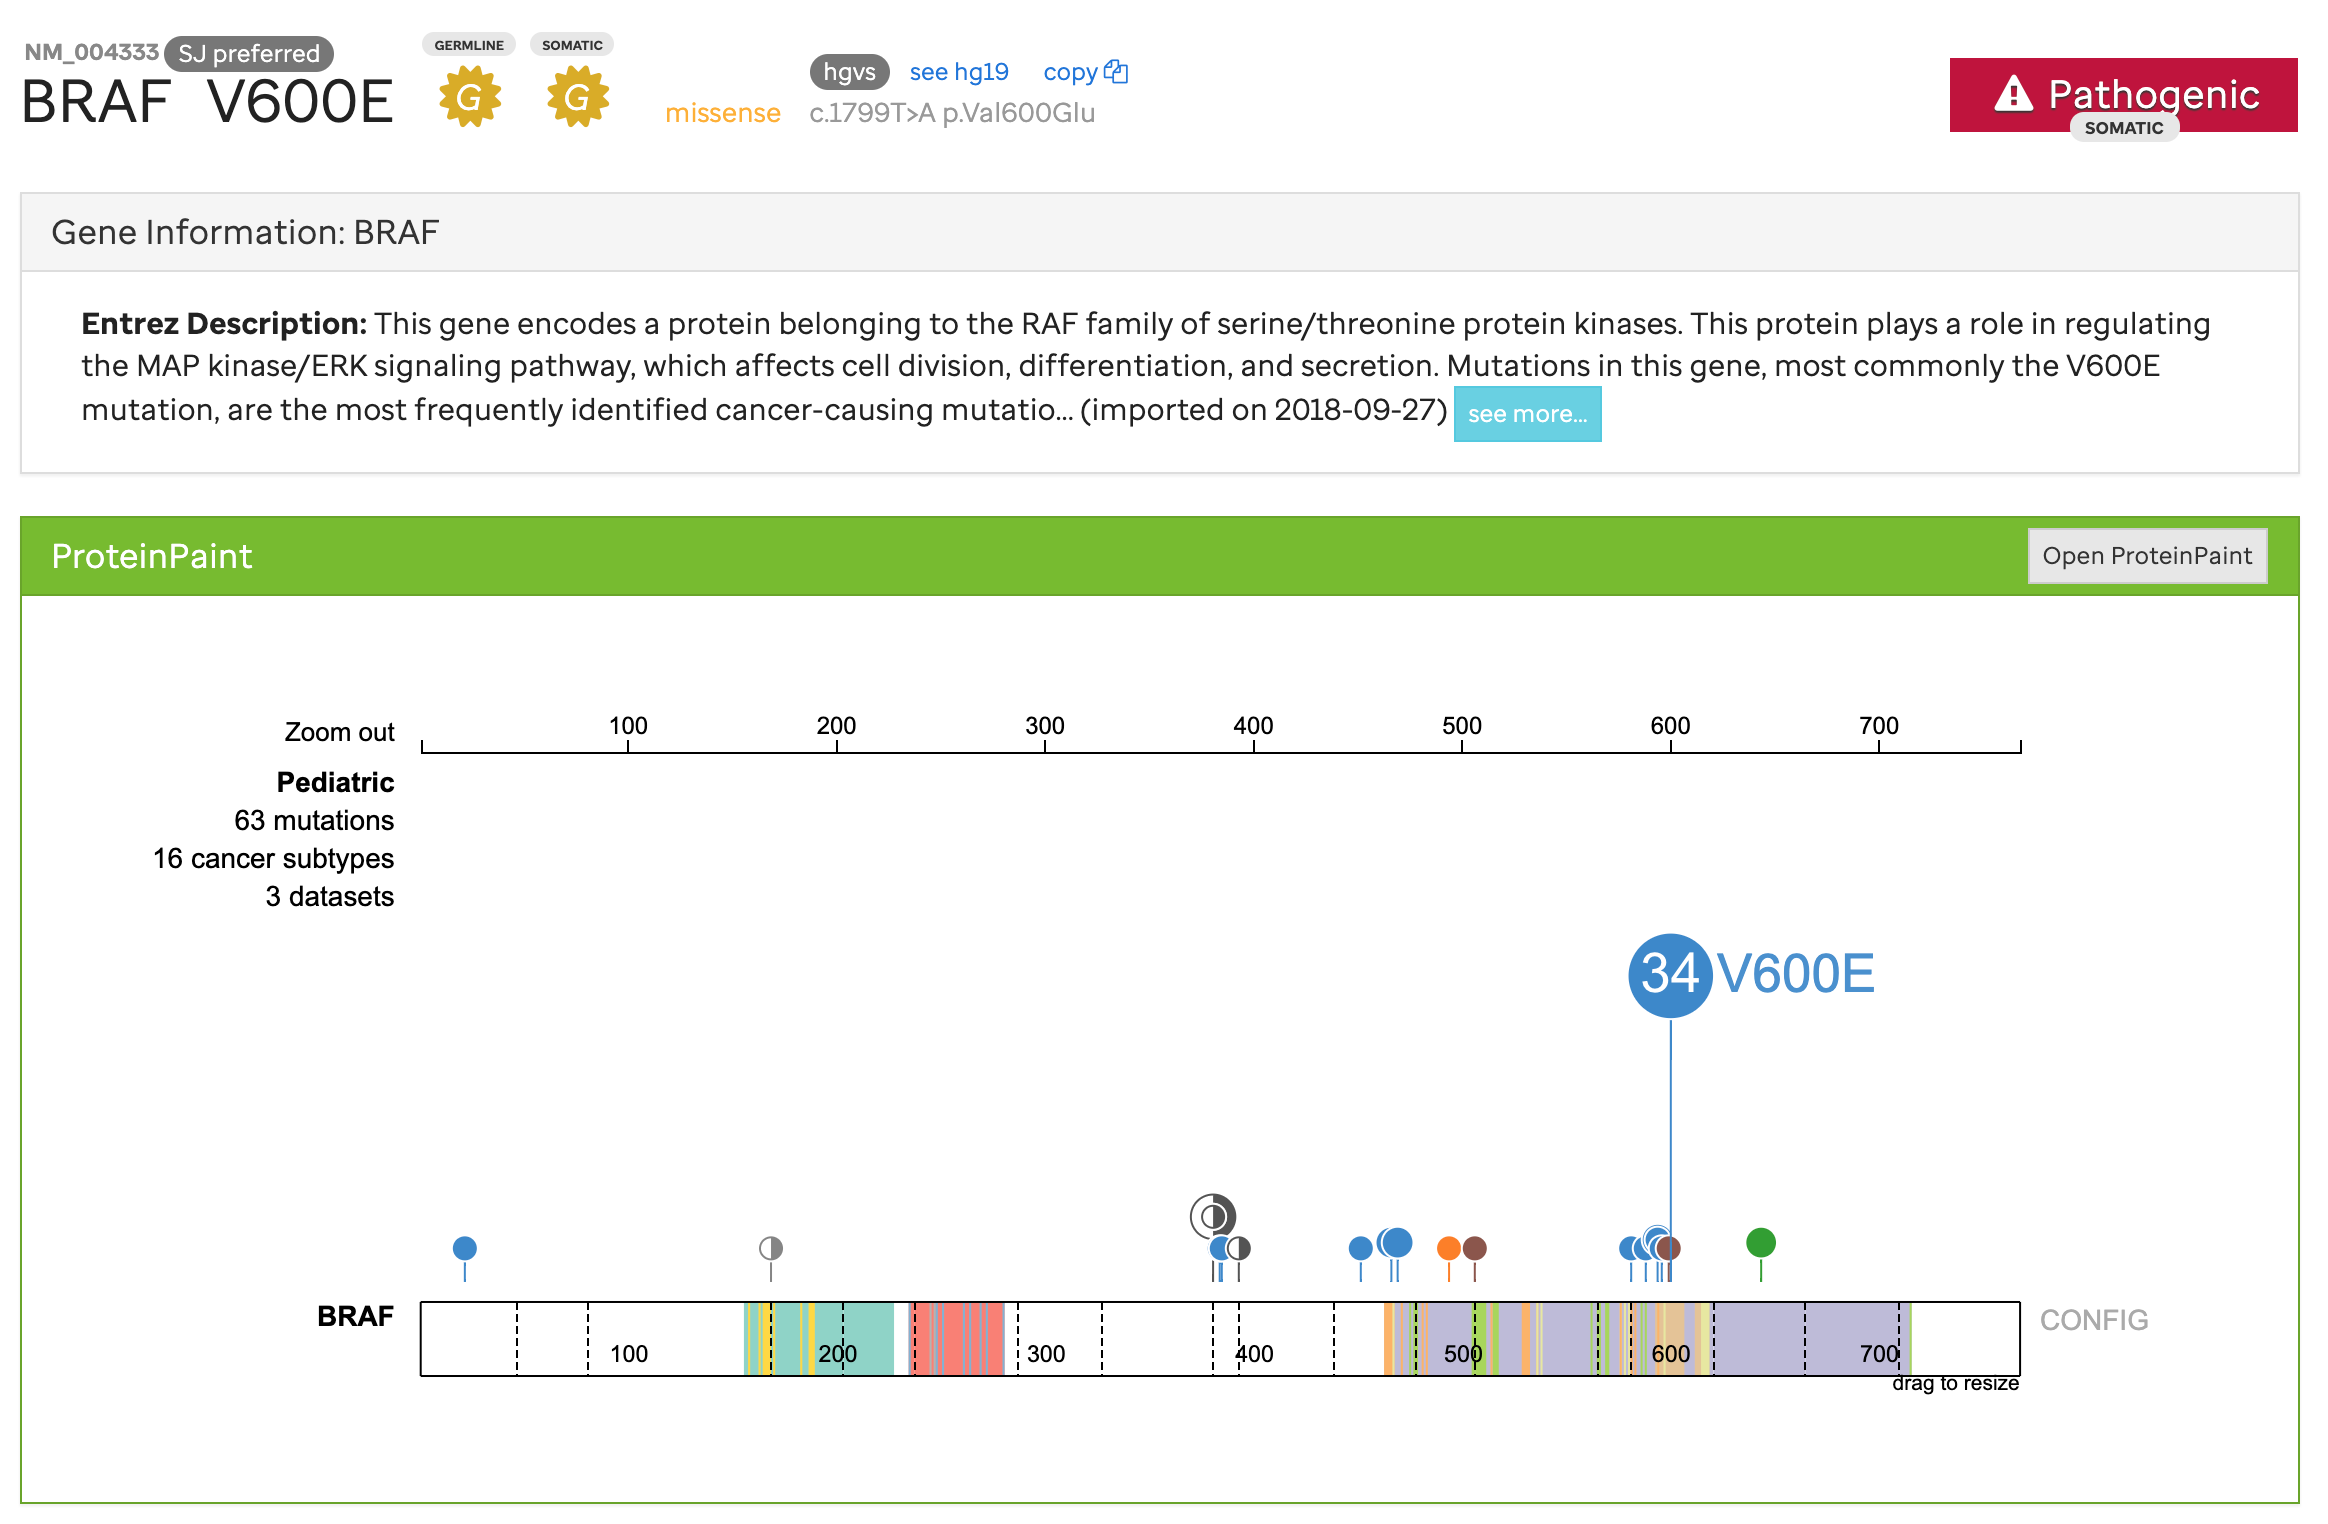 NM_004333 SJ preferred GERMLINE SOMATIC
BRAF V600E G G
hgvs see hg19 copy
missense c.1799T>A p.Val600Glu
Pathogenic
SOMATIC
Gene Information: BRAF
Entrez Description: This gene encodes a protein belonging to the RAF family of serine/threonine protein kinases. This protein plays a role in regulating
the MAP kinase/ERK signaling pathway, which affects cell division, differentiation, and secretion. Mutations in this gene, most commonly the V600E
mutation, are the most frequently identified cancer-causing mutatio... (imported on 2018-09-27) see more...
ProteinPaint Open ProteinPaint
Zoom out 100 200 300 400 500 600 700
Pediatric
63 mutations
16 cancer subtypes
3 datasets
34 V600E
BRAF CONFIG
100 200 300 400 500 600 700
drag to resize